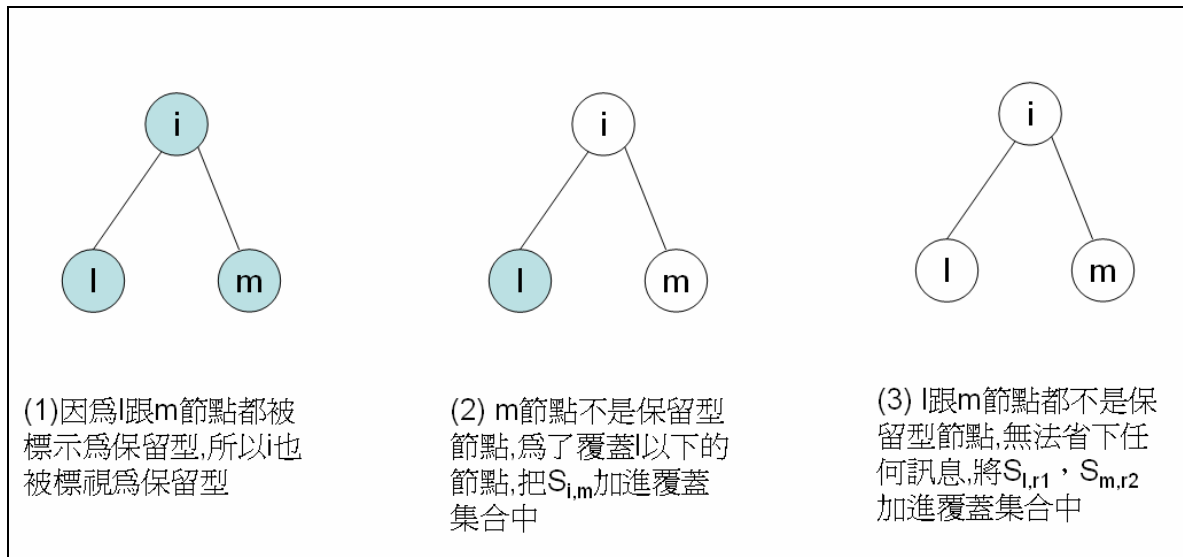 i
l
m
i
l
m
i
l
m
(1)因為l跟m節點都被
標示為保留型,所以i也
被標視為保留型
(2) m節點不是保留型
節點,為了覆蓋l以下的
節點,把Si,m加進覆蓋
集合中
(3) l跟m節點都不是保
留型節點,無法省下任
何訊息,將Sl,r1,Sm,r2
加進覆蓋集合中